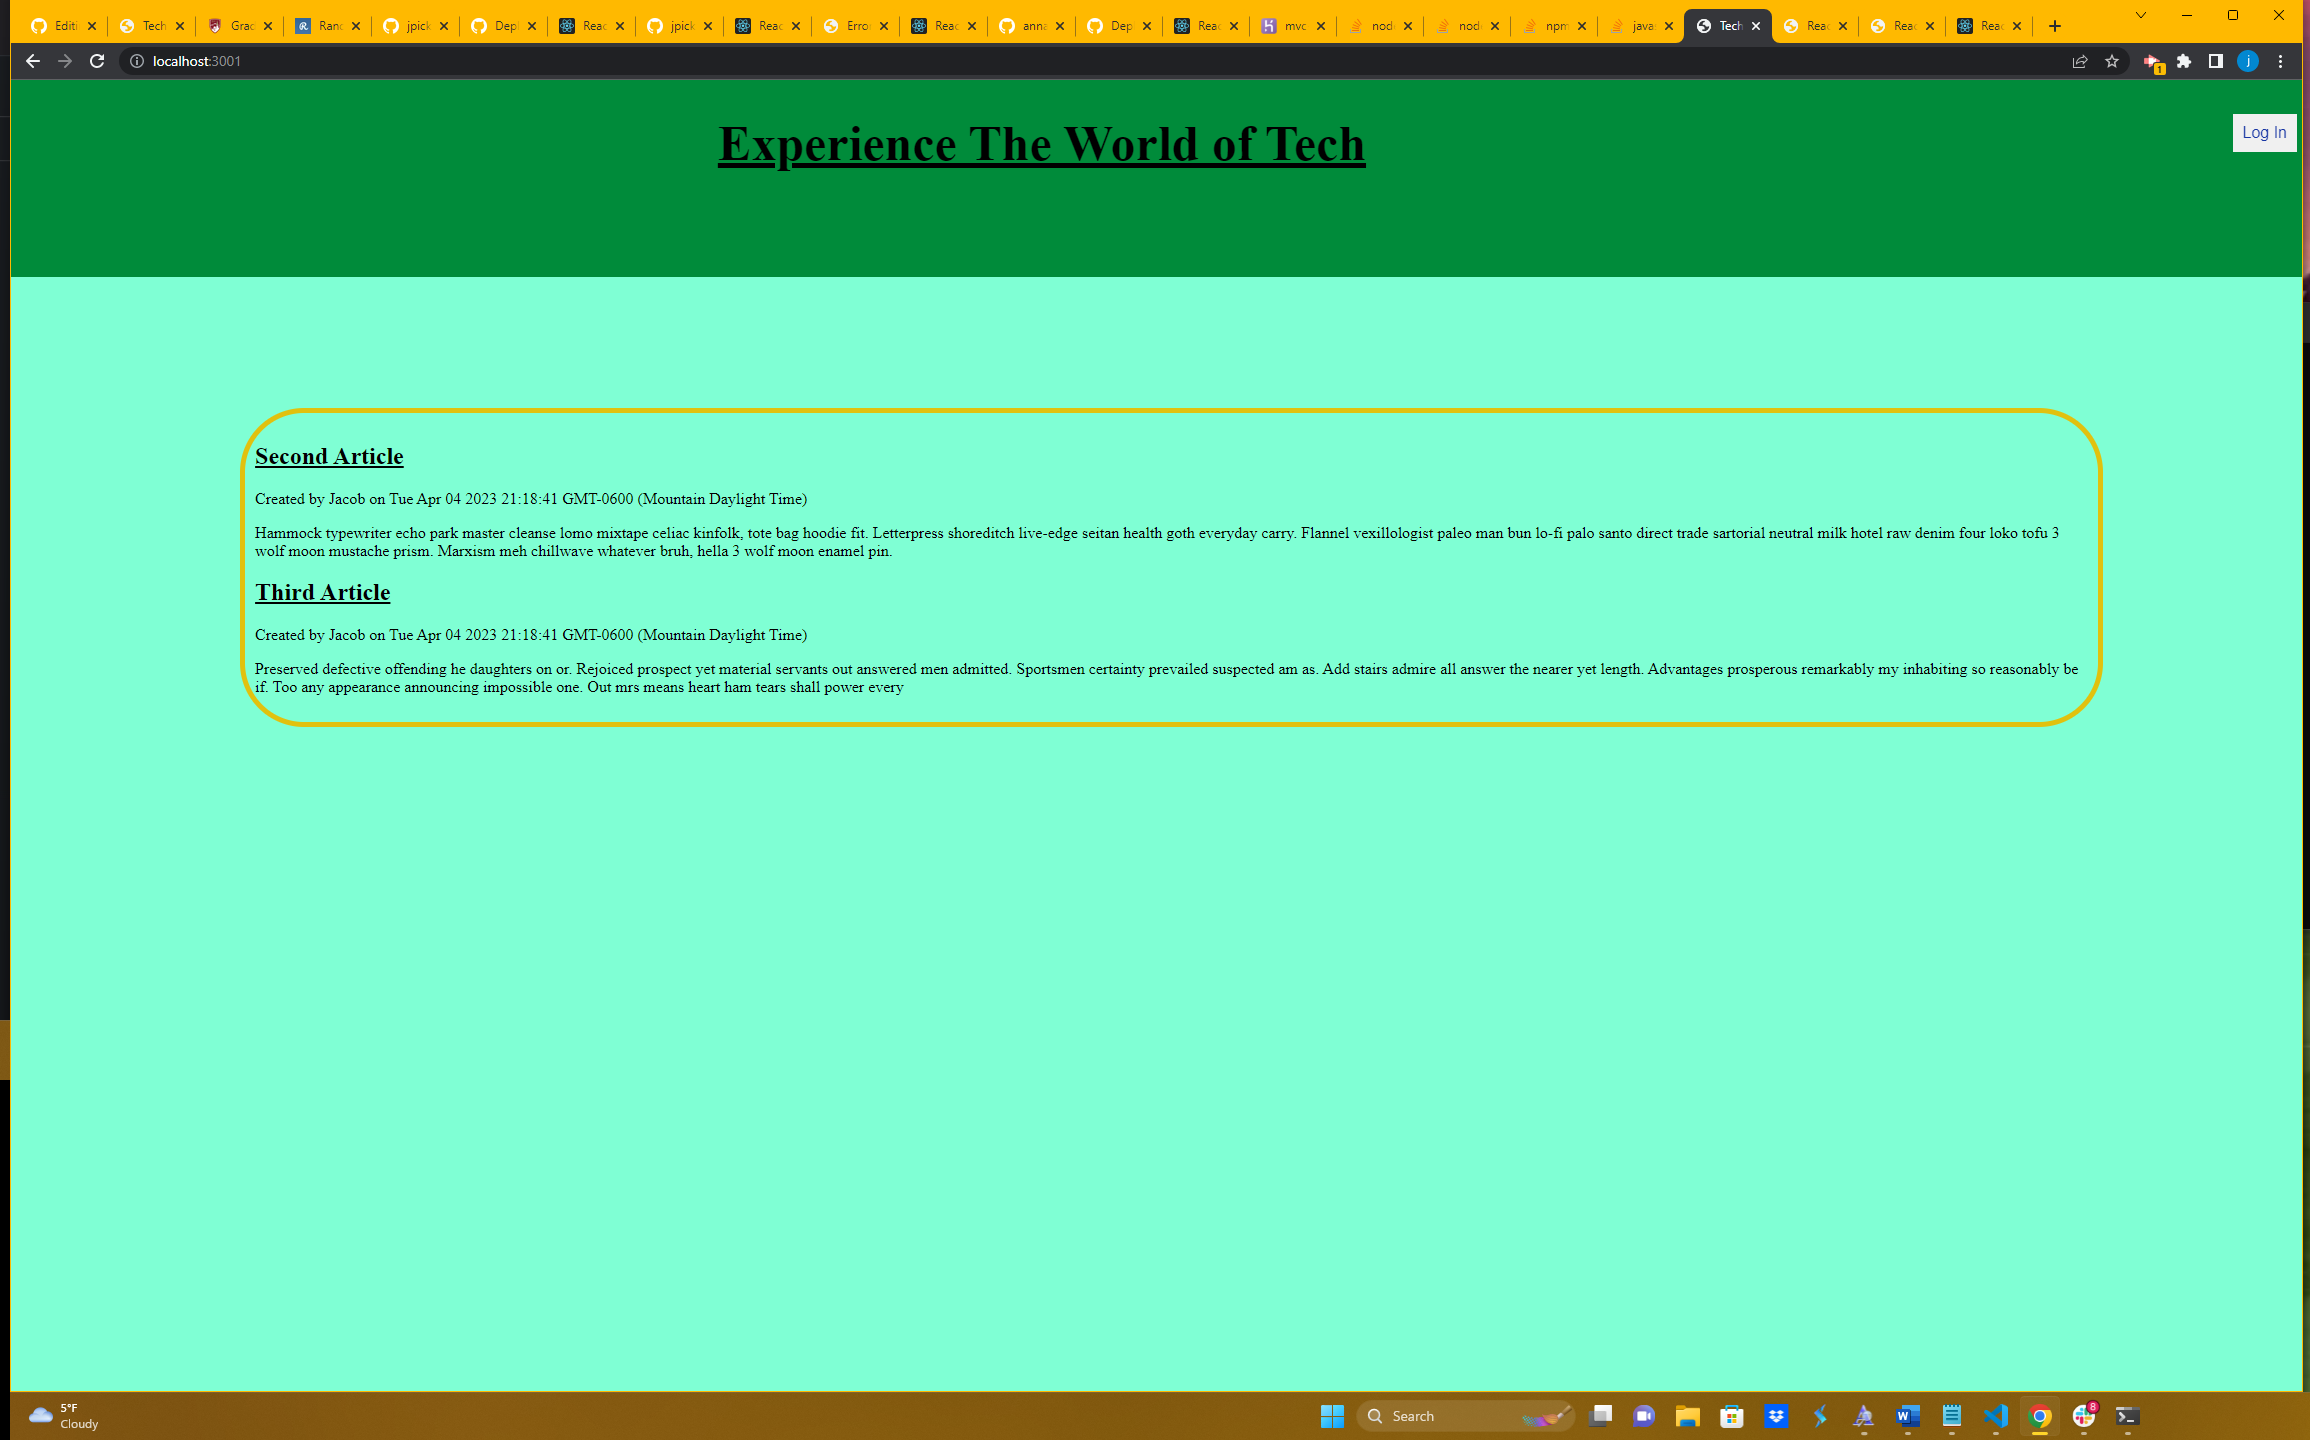 Editi Tech Grac Ranc jpick Depl Reac jpick Reac Erro Reac anna Dep Reac mvc nod nod npm javas Tech Reac Reac Reac
localhost:3001
1
j
Experience The World of Tech
Log In
Second Article
Created by Jacob on Tue Apr 04 2023 21:18:41 GMT-0600 (Mountain Daylight Time)
Hammock typewriter echo park master cleanse lomo mixtape celiac kinfolk, tote bag hoodie fit. Letterpress shoreditch live-edge seitan health goth everyday carry. Flannel vexillologist paleo man bun lo-fi palo santo direct trade sartorial neutral milk hotel raw denim four loko tofu 3
wolf moon mustache prism. Marxism meh chillwave whatever bruh, hella 3 wolf moon enamel pin.
Third Article
Created by Jacob on Tue Apr 04 2023 21:18:41 GMT-0600 (Mountain Daylight Time)
Preserved defective offending he daughters on or. Rejoiced prospect yet material servants out answered men admitted. Sportsmen certainty prevailed suspected am as. Add stairs admire all answer the nearer yet length. Advantages prosperous remarkably my inhabiting so reasonably be
if. Too any appearance announcing impossible one. Out mrs means heart ham tears shall power every
5°F
Cloudy
Search
8